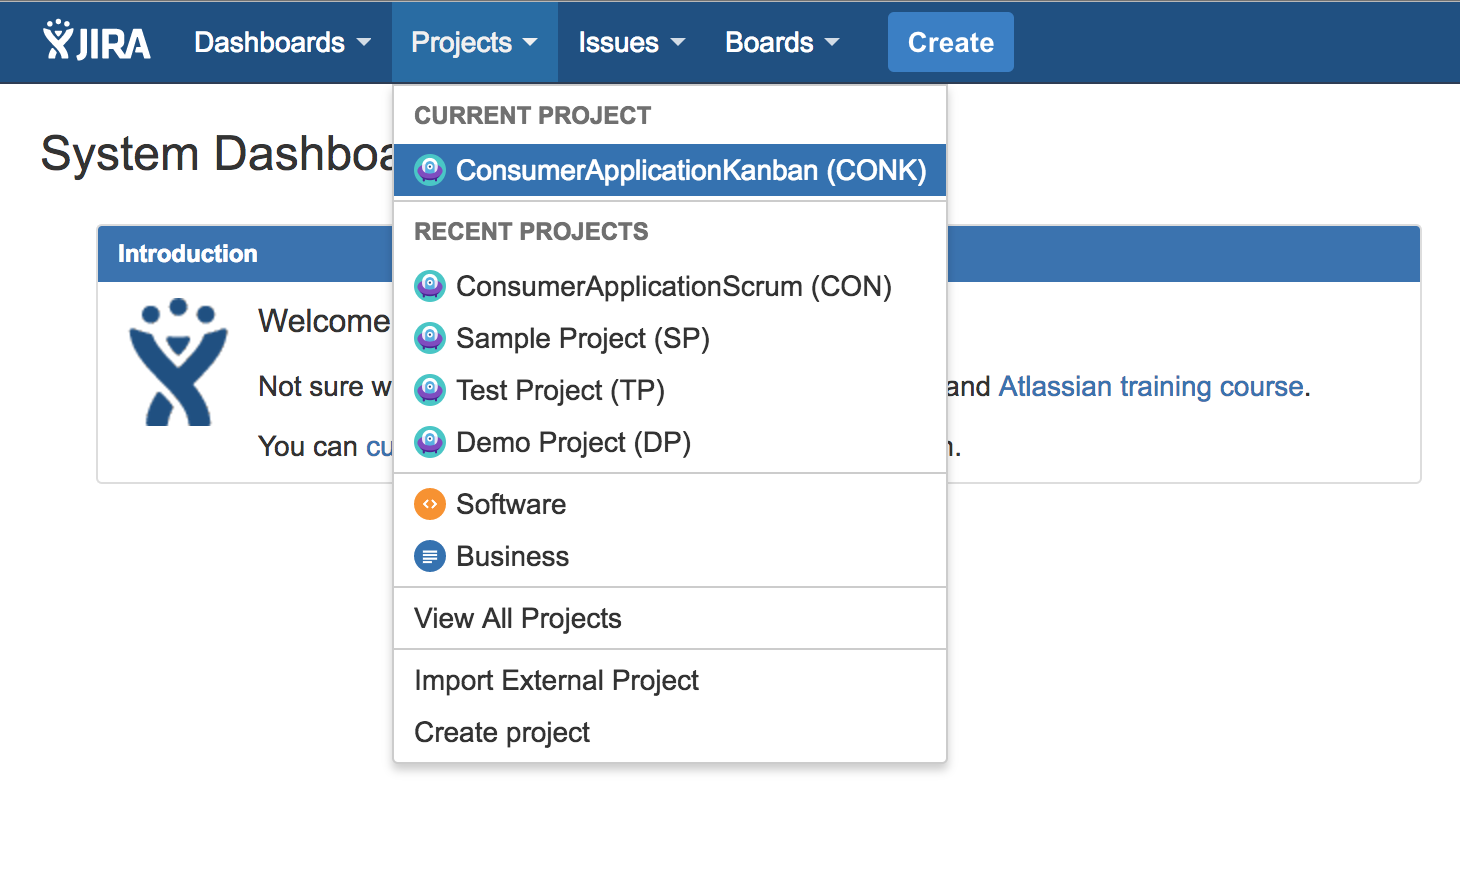 JIRA Dashboards Projects Issues Boards Create
System Dashboa
CURRENT PROJECT
ConsumerApplicationKanban (CONK)
RECENT PROJECTS
ConsumerApplicationScrum (CON)
Sample Project (SP)
Test Project (TP)
Demo Project (DP)
Software
Business
View All Projects
Import External Project
Create project
Introduction
Welcome
Not sure w and Atlassian training course.
You can cu